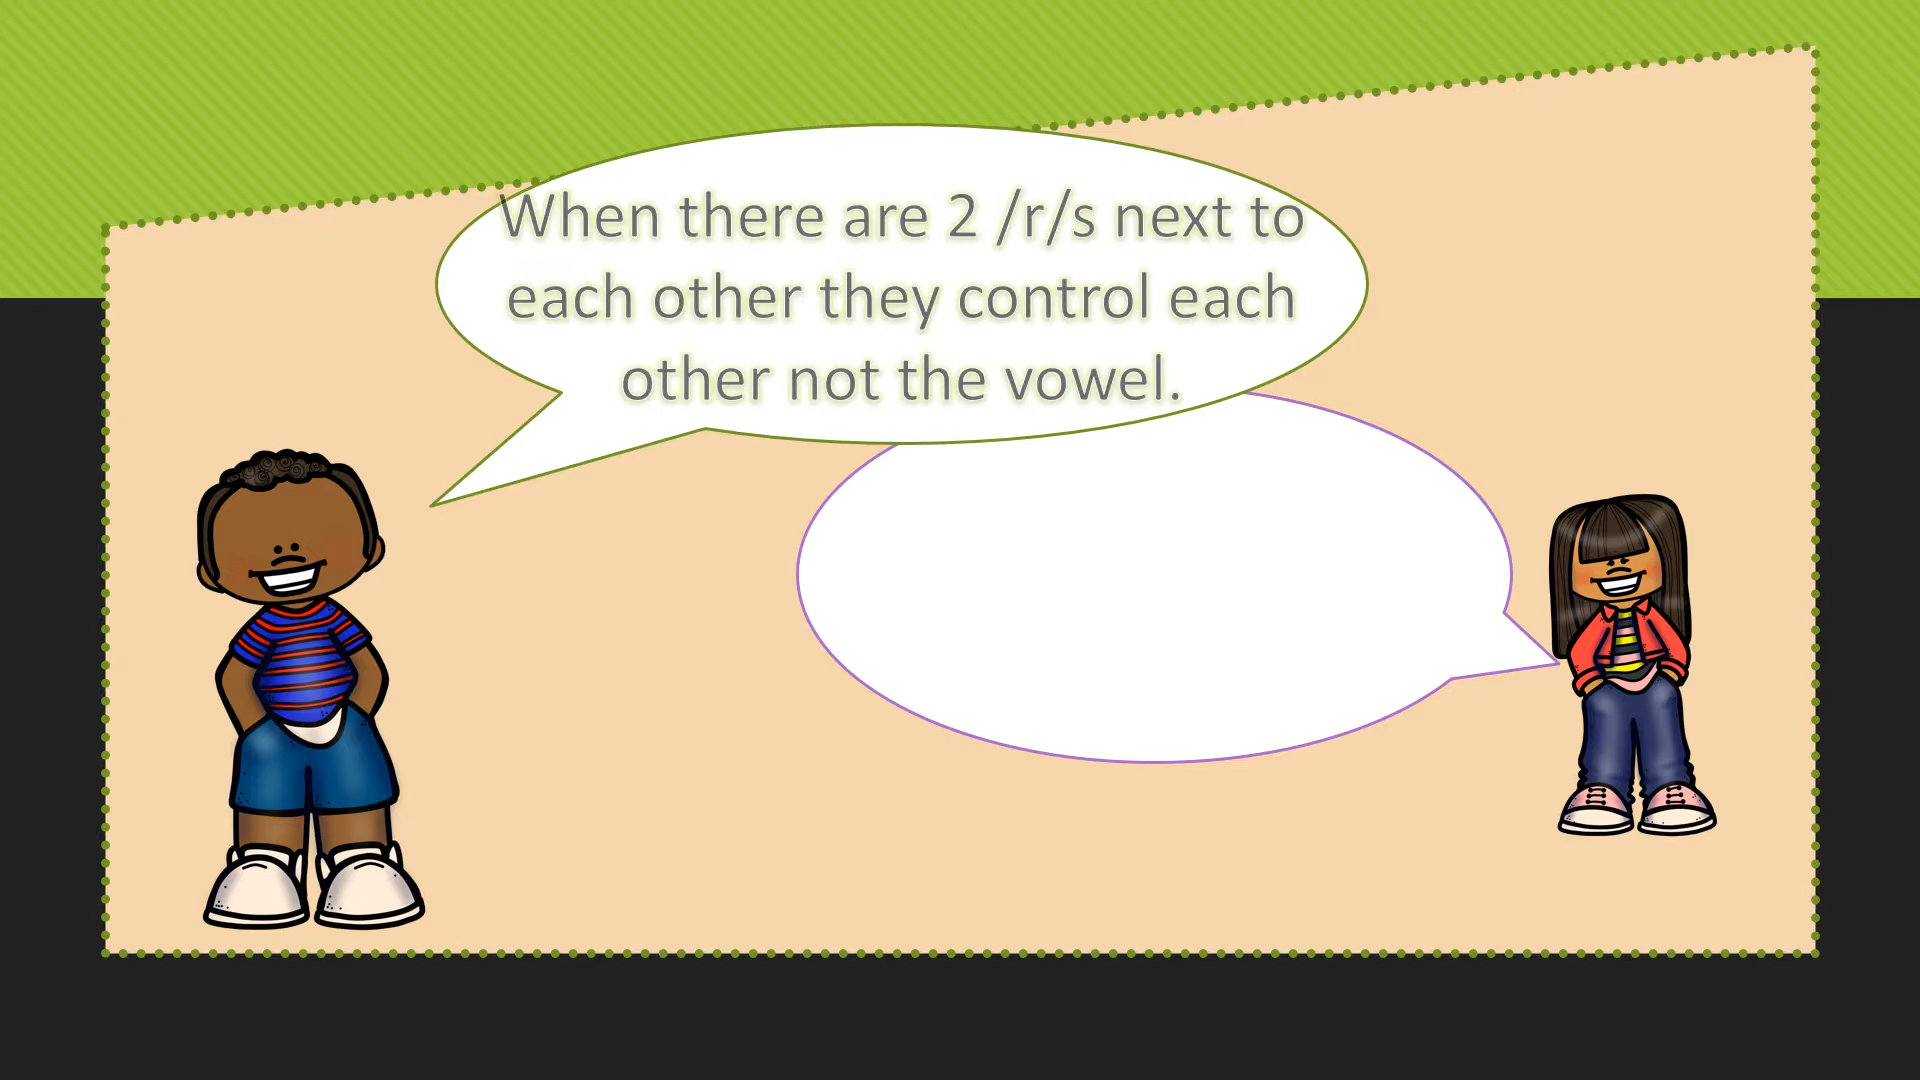 When there are 2 /r/s next to
each other they control each
other not the vowel.